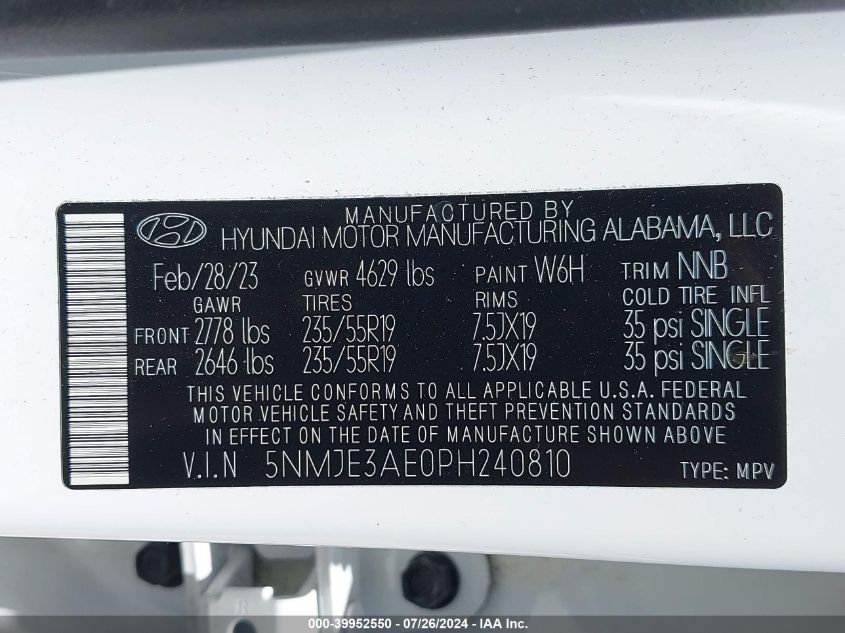 MANUFACTURED BY
HYUNDAI MOTOR MANUFACTURING ALABAMA, LLC
Feb/28/23 GVWR 4629 lbs PAINT W6H TRIM NNB
GAWR TIRES RIMS COLD TIRE INFL
FRONT 2778 lbs 235/55R19 7.5JX19 35 psi SINGLE
REAR 2646 lbs 235/55R19 7.5JX19 35 psi SINGLE
THIS VEHICLE CONFORMS TO ALL APPLICABLE U.S.A. FEDERAL
MOTOR VEHICLE SAFETY AND THEFT PREVENTION STANDARDS
IN EFFECT ON THE DATE OF MANUFACTURE SHOWN ABOVE
V.I.N 5NMJE3AE0PH240810 TYPE: MPV
R
000-39952550 - 07/26/2024 - IAA Inc.